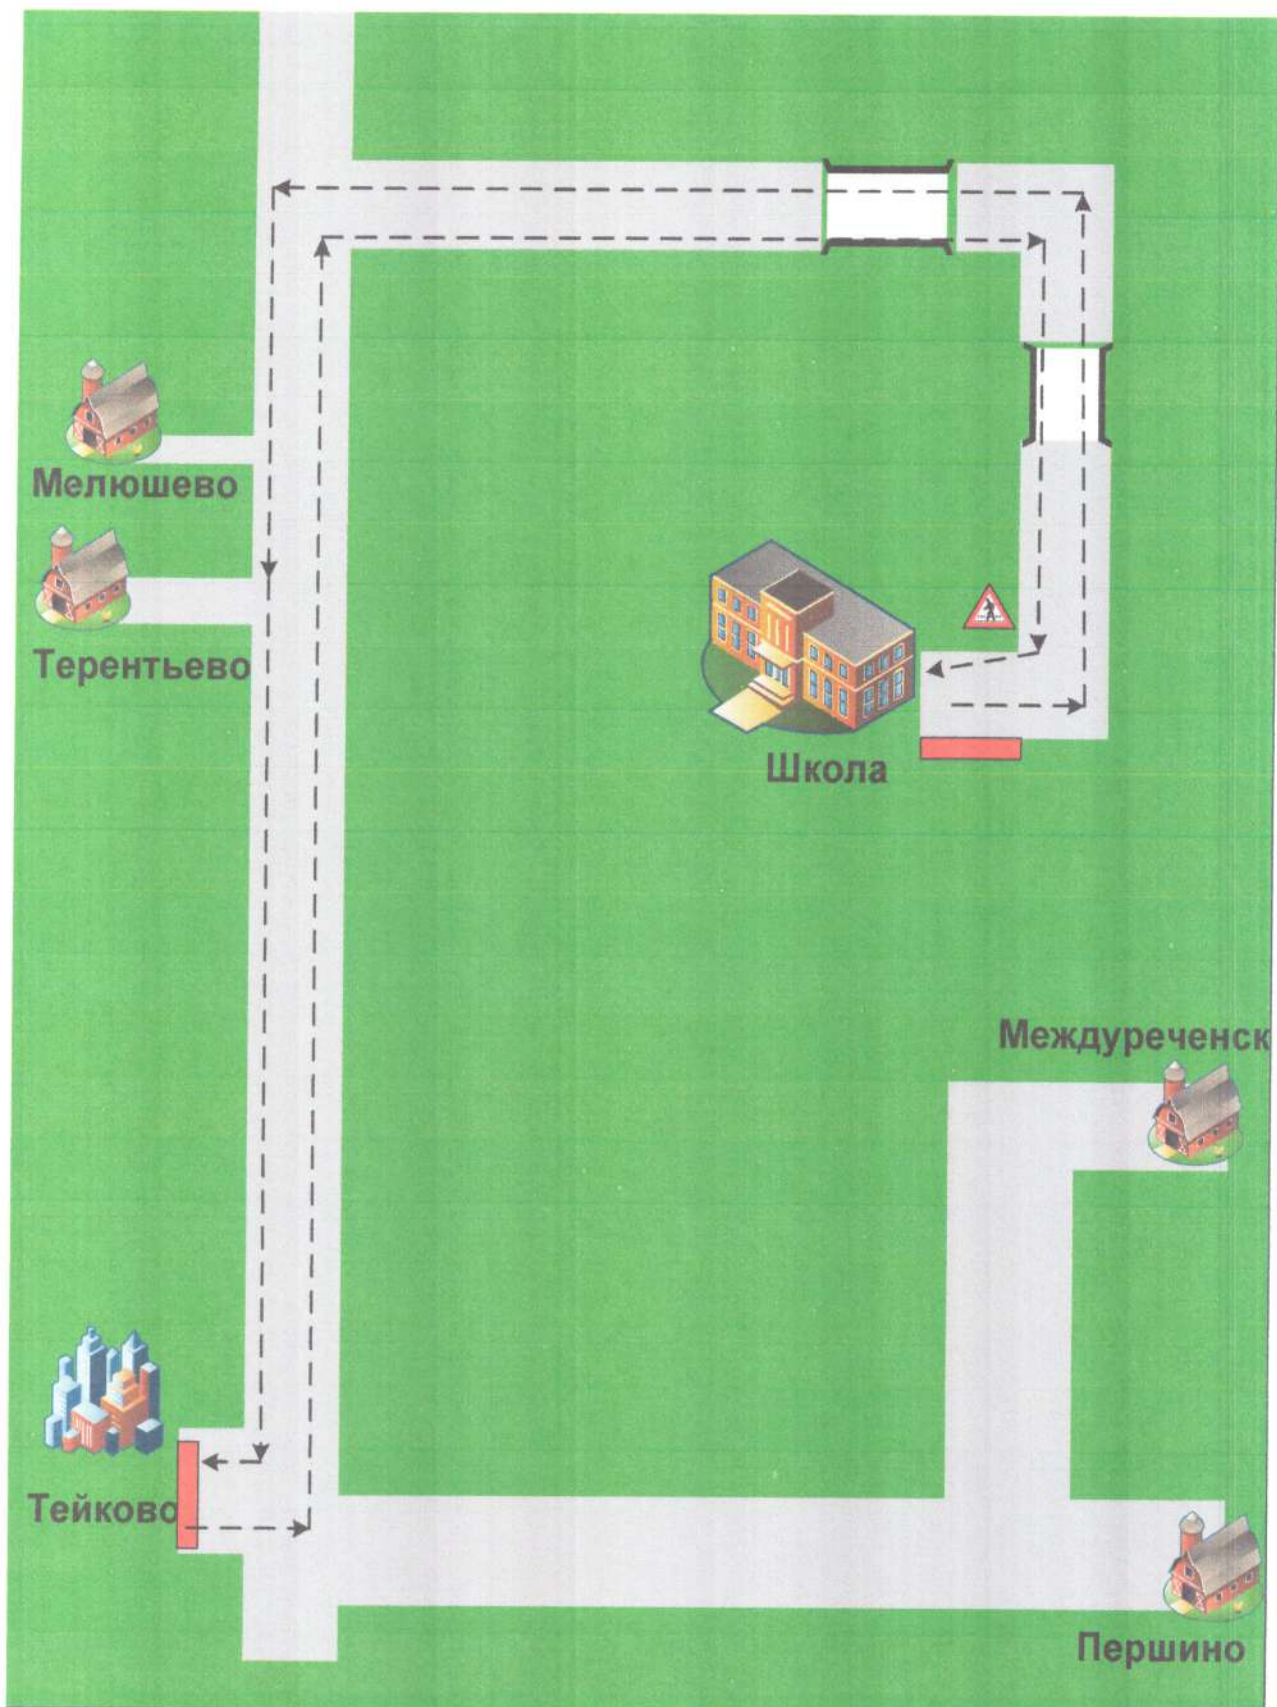 Мелюшево
Терентьево
Школа
Междуреченск
Тейково
Першино